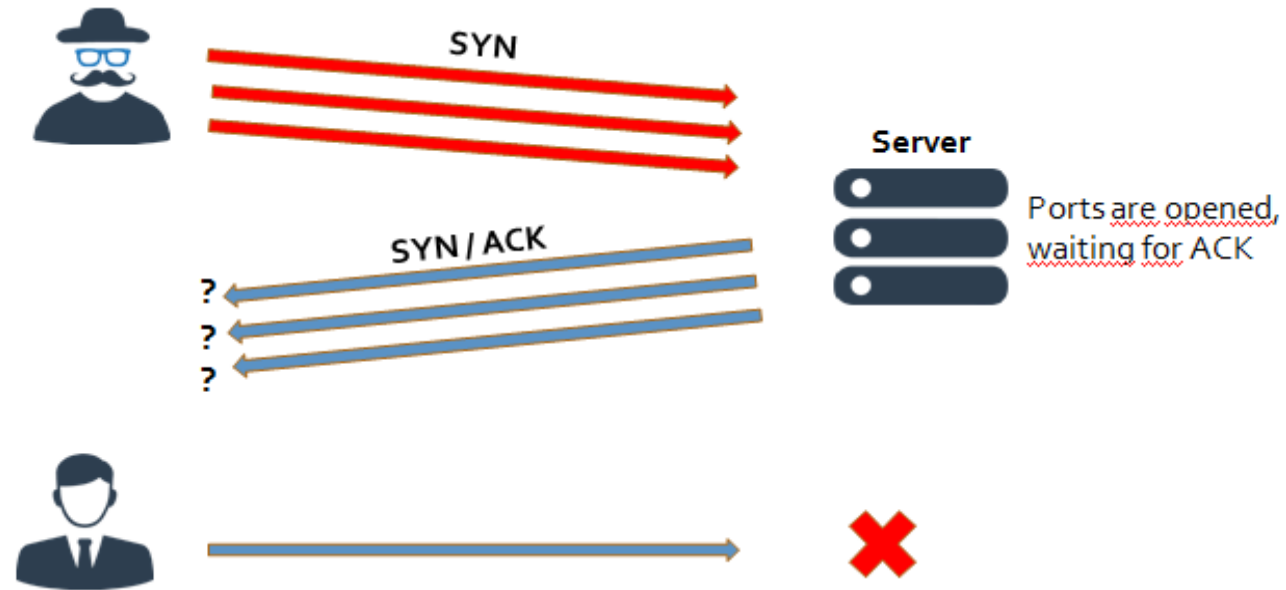 SYN
Server
Ports are opened,
waiting for ACK
SYN / ACK
?
?
?